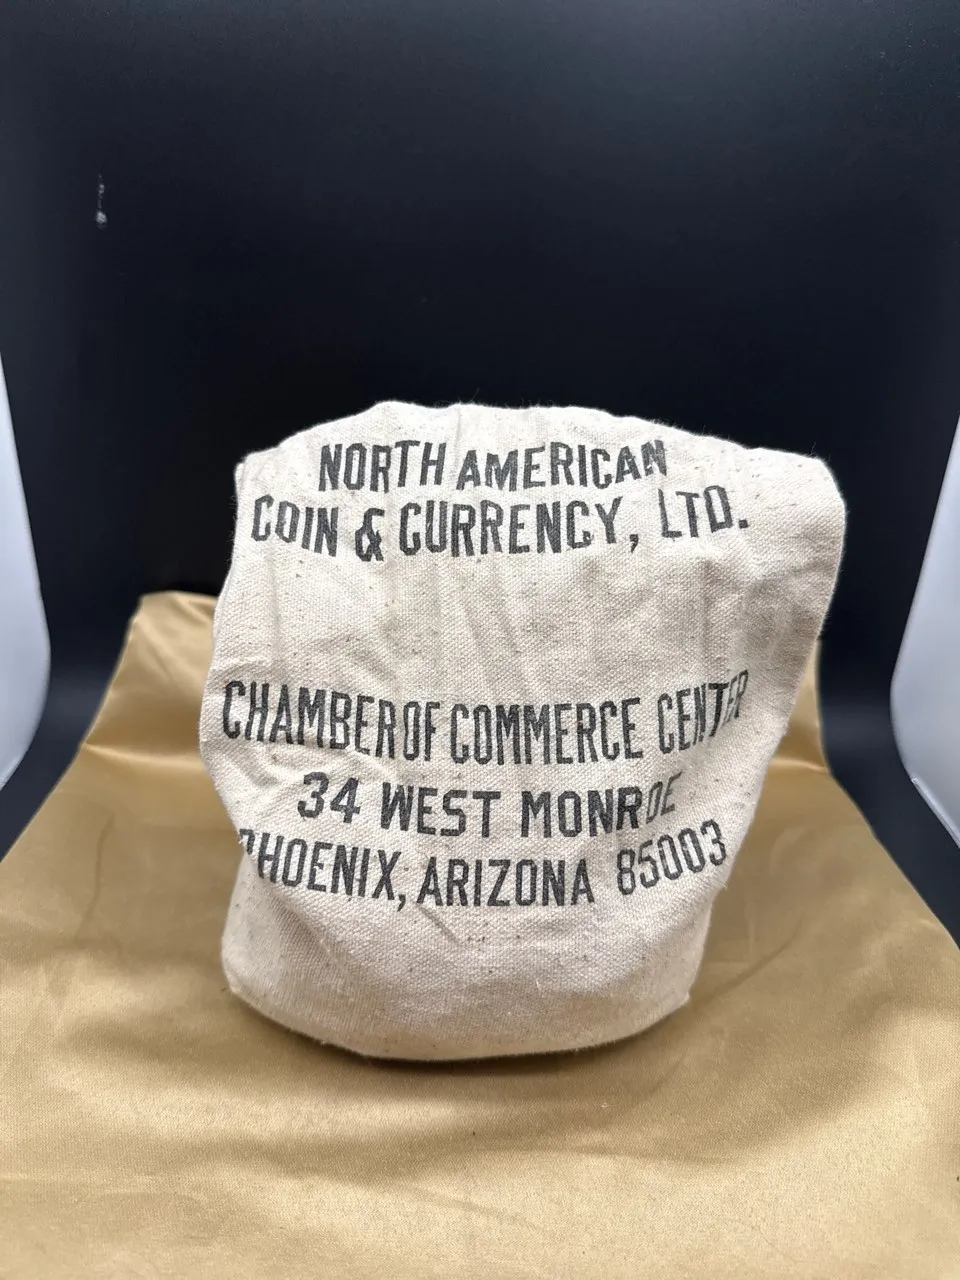 NORTH AMERICAN
COIN & CURRENCY, LTD.
CHAMBER OF COMMERCE CENTER
34 WEST MONROE
PHOENIX, ARIZONA 85003